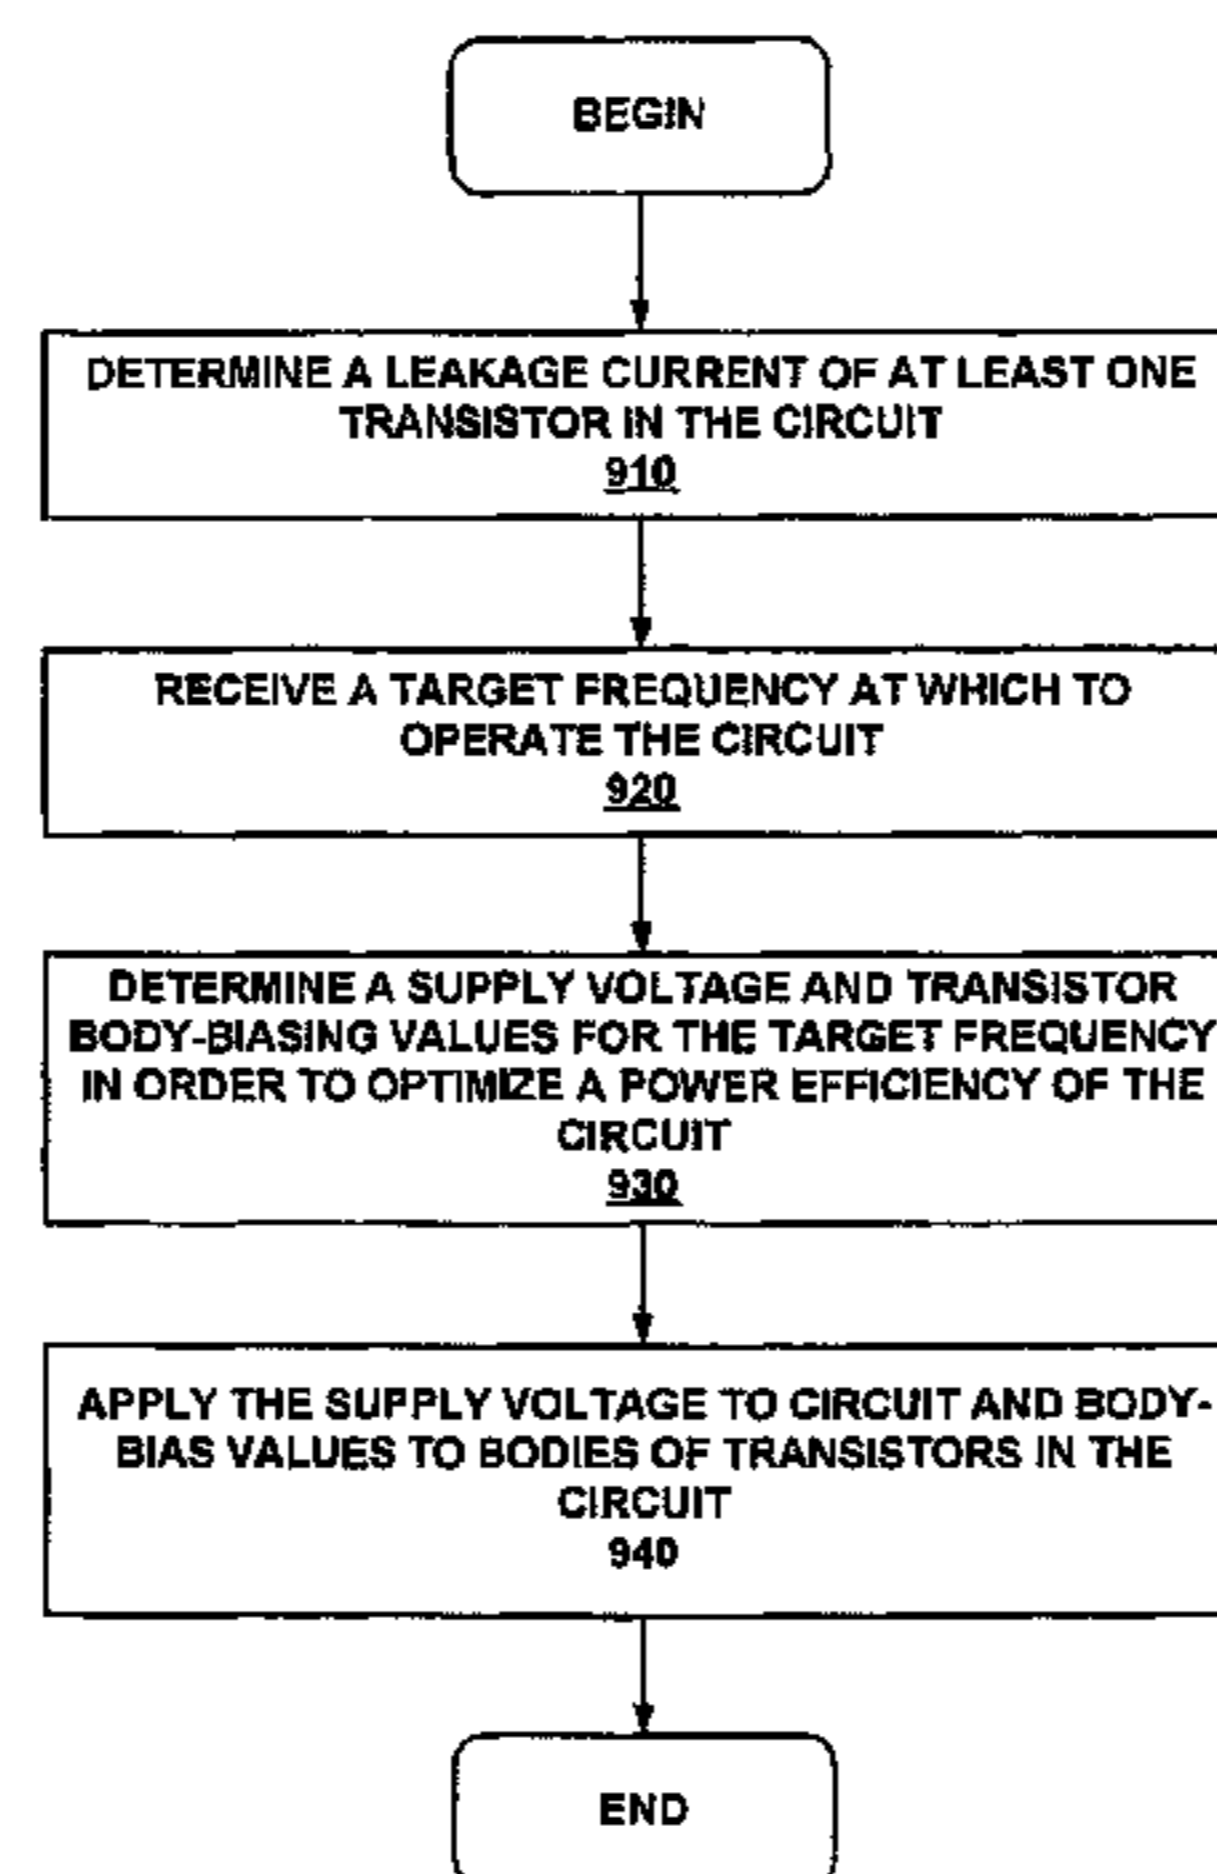 BEGIN
DETERMINE A LEAKAGE CURRENT OF AT LEAST ONE
TRANSISTOR IN THE CIRCUIT
910
RECEIVE A TARGET FREQUENCY AT WHICH TO
OPERATE THE CIRCUIT
920
DETERMINE A SUPPLY VOLTAGE AND TRANSISTOR
BODY-BIASING VALUES FOR THE TARGET FREQUENCY
IN ORDER TO OPTIMIZE A POWER EFFICIENCY OF THE
CIRCUIT
930
APPLY THE SUPPLY VOLTAGE TO CIRCUIT AND BODY-
BIAS VALUES TO BODIES OF TRANSISTORS IN THE
CIRCUIT
940
END